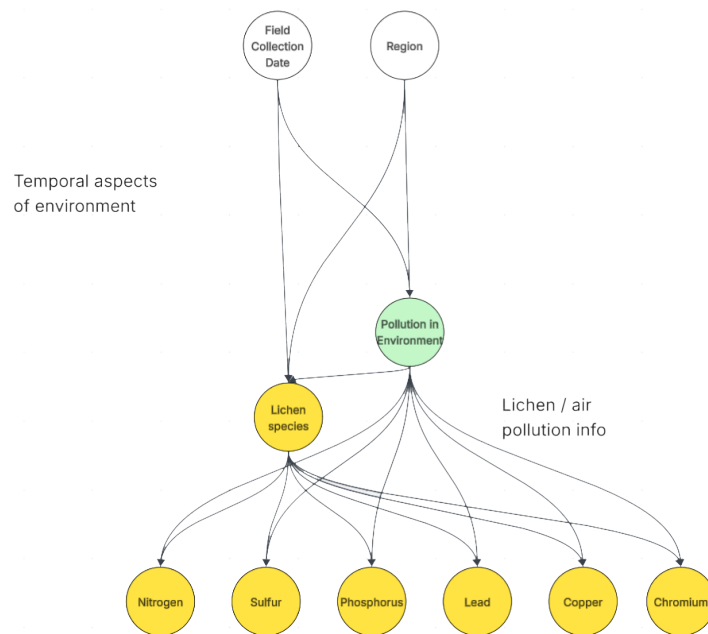 Field
Collection
Date
Region
Temporal aspects
of environment
Pollution in
Environment
Lichen
species
Lichen / air
pollution info
Nitrogen
Sulfur
Phosphorus
Lead
Copper
Chromium